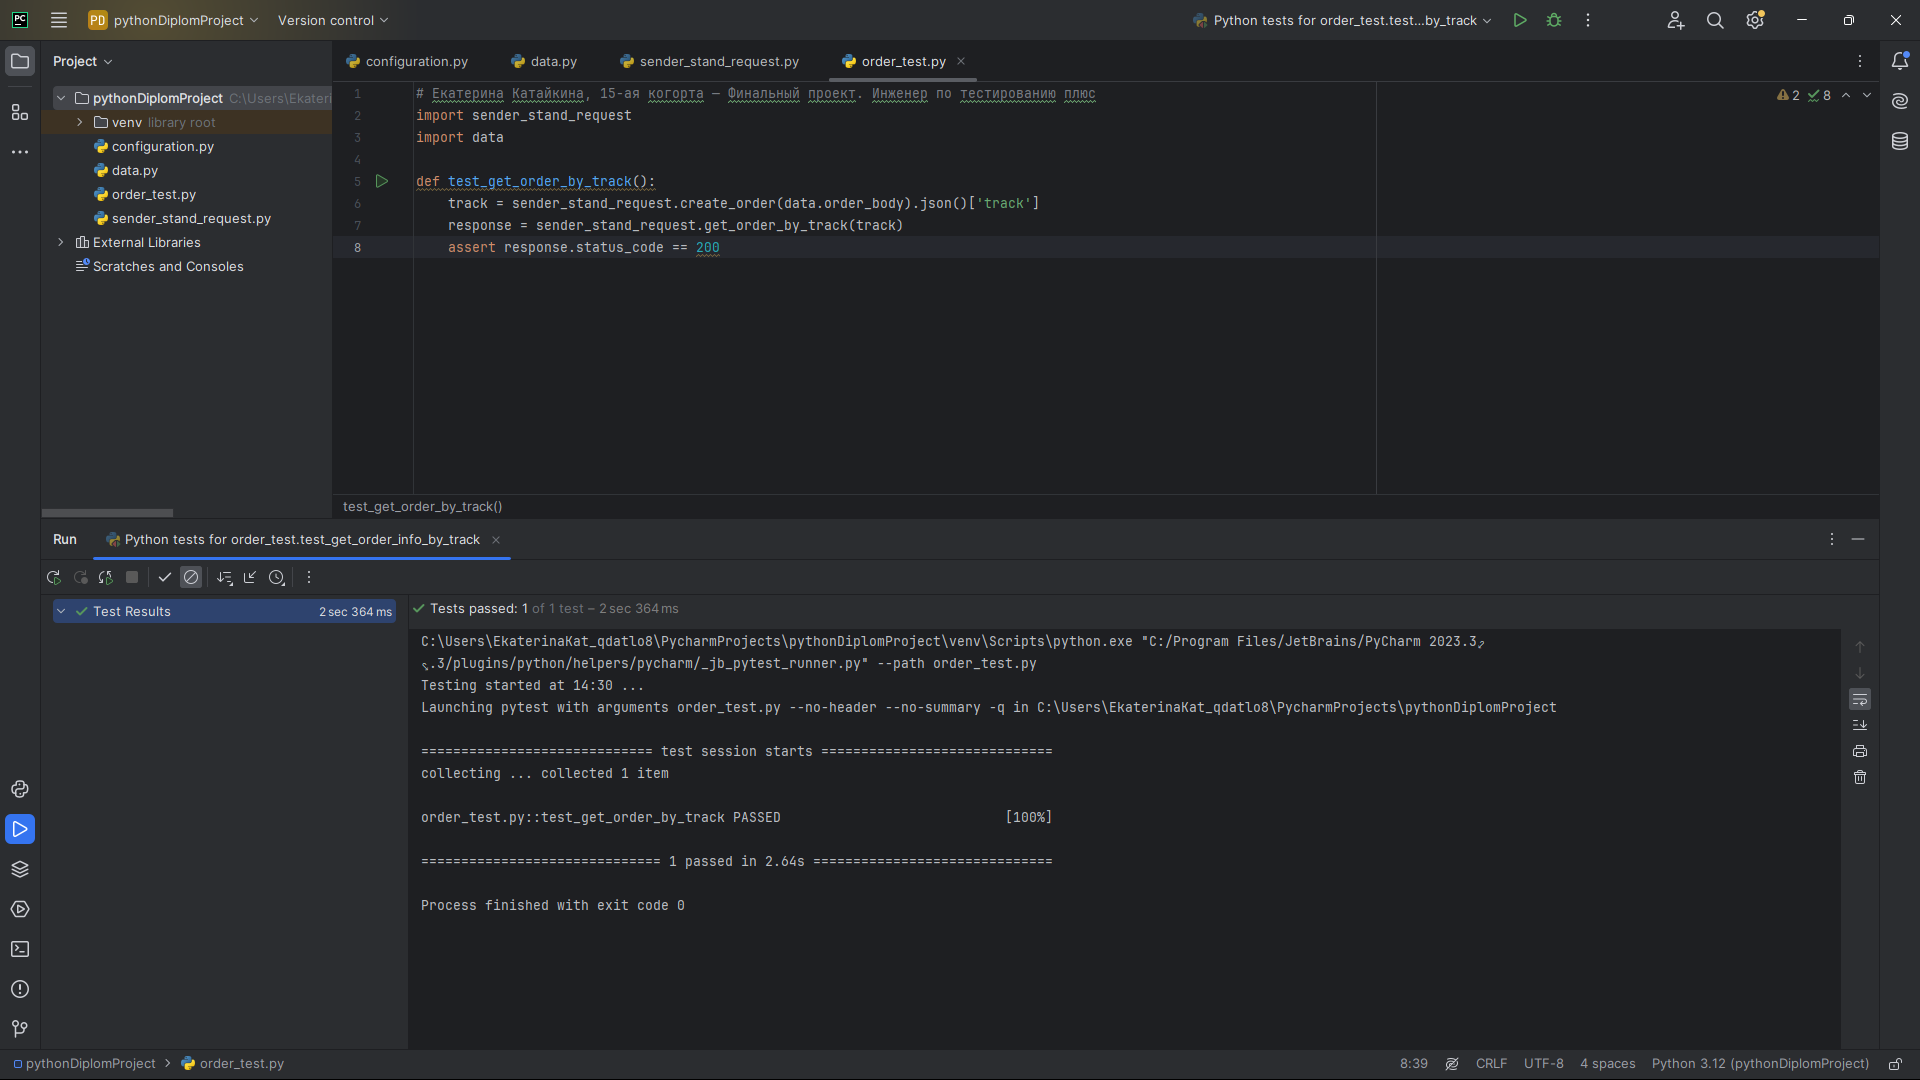 PC
PD pythonDiplomProject
Version control
Python tests for order_test.test...by_track
Project
configuration.py
data.py
sender_stand_request.py
order_test.py
pythonDiplomProject C:\Users\Ekateri
venv library root
configuration.py
data.py
order_test.py
sender_stand_request.py
External Libraries
Scratches and Consoles
1 # Екатерина Катайкина, 15-ая когорта — Финальный проект. Инженер по тестированию плюс
2 import sender_stand_request
3 import data
4
5 def test_get_order_by_track():
6 track = sender_stand_request.create_order(data.order_body).json()['track']
7 response = sender_stand_request.get_order_by_track(track)
8 assert response.status_code == 200
2 8
test_get_order_by_track()
Run
Python tests for order_test.test_get_order_info_by_track
Test Results 2 sec 364 ms
Tests passed: 1 of 1 test – 2 sec 364 ms
C:\Users\EkaterinaKat_qdatlo8\PycharmProjects\pythonDiplomProject\venv\Scripts\python.exe "C:/Program Files/JetBrains/PyCharm 2023.3
.3/plugins/python/helpers/pycharm/_jb_pytest_runner.py" --path order_test.py
Testing started at 14:30 ...
Launching pytest with arguments order_test.py --no-header --no-summary -q in C:\Users\EkaterinaKat_qdatlo8\PycharmProjects\pythonDiplomProject
============================= test session starts =============================
collecting ... collected 1 item
order_test.py::test_get_order_by_track PASSED [100%]
============================== 1 passed in 2.64s ==============================
Process finished with exit code 0
pythonDiplomProject
order_test.py
8:39
CRLF
UTF-8
4 spaces
Python 3.12 (pythonDiplomProject)